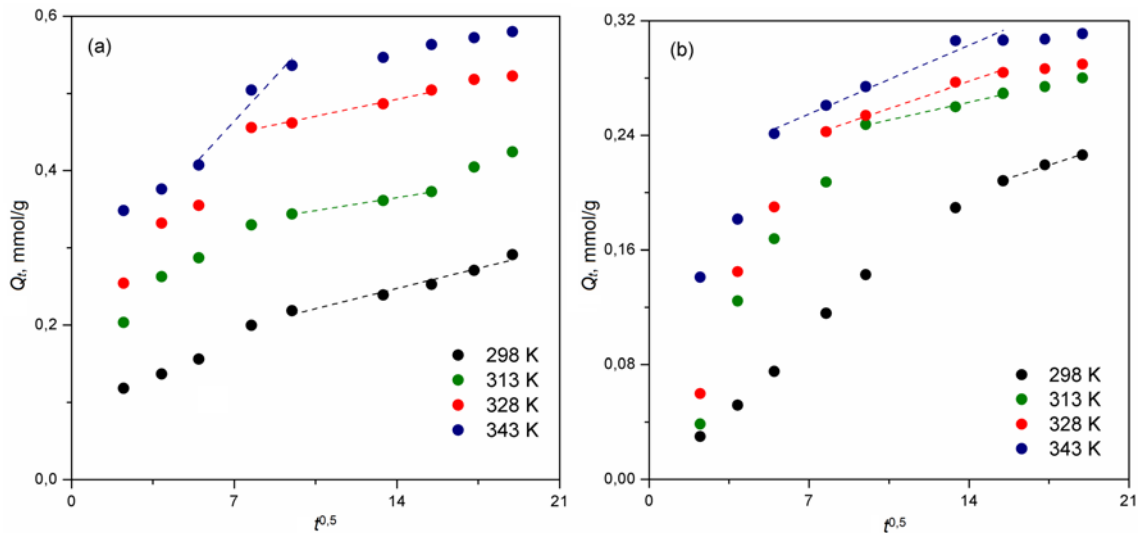 (a)
Qt, mmol/g
0,6
0,4
0,2
0,0
0
7
14
21
t0,5
298 K
313 K
328 K
343 K
(b)
Qt, mmol/g
0,32
0,24
0,16
0,08
0,00
0
7
14
21
t0,5
298 K
313 K
328 K
343 K